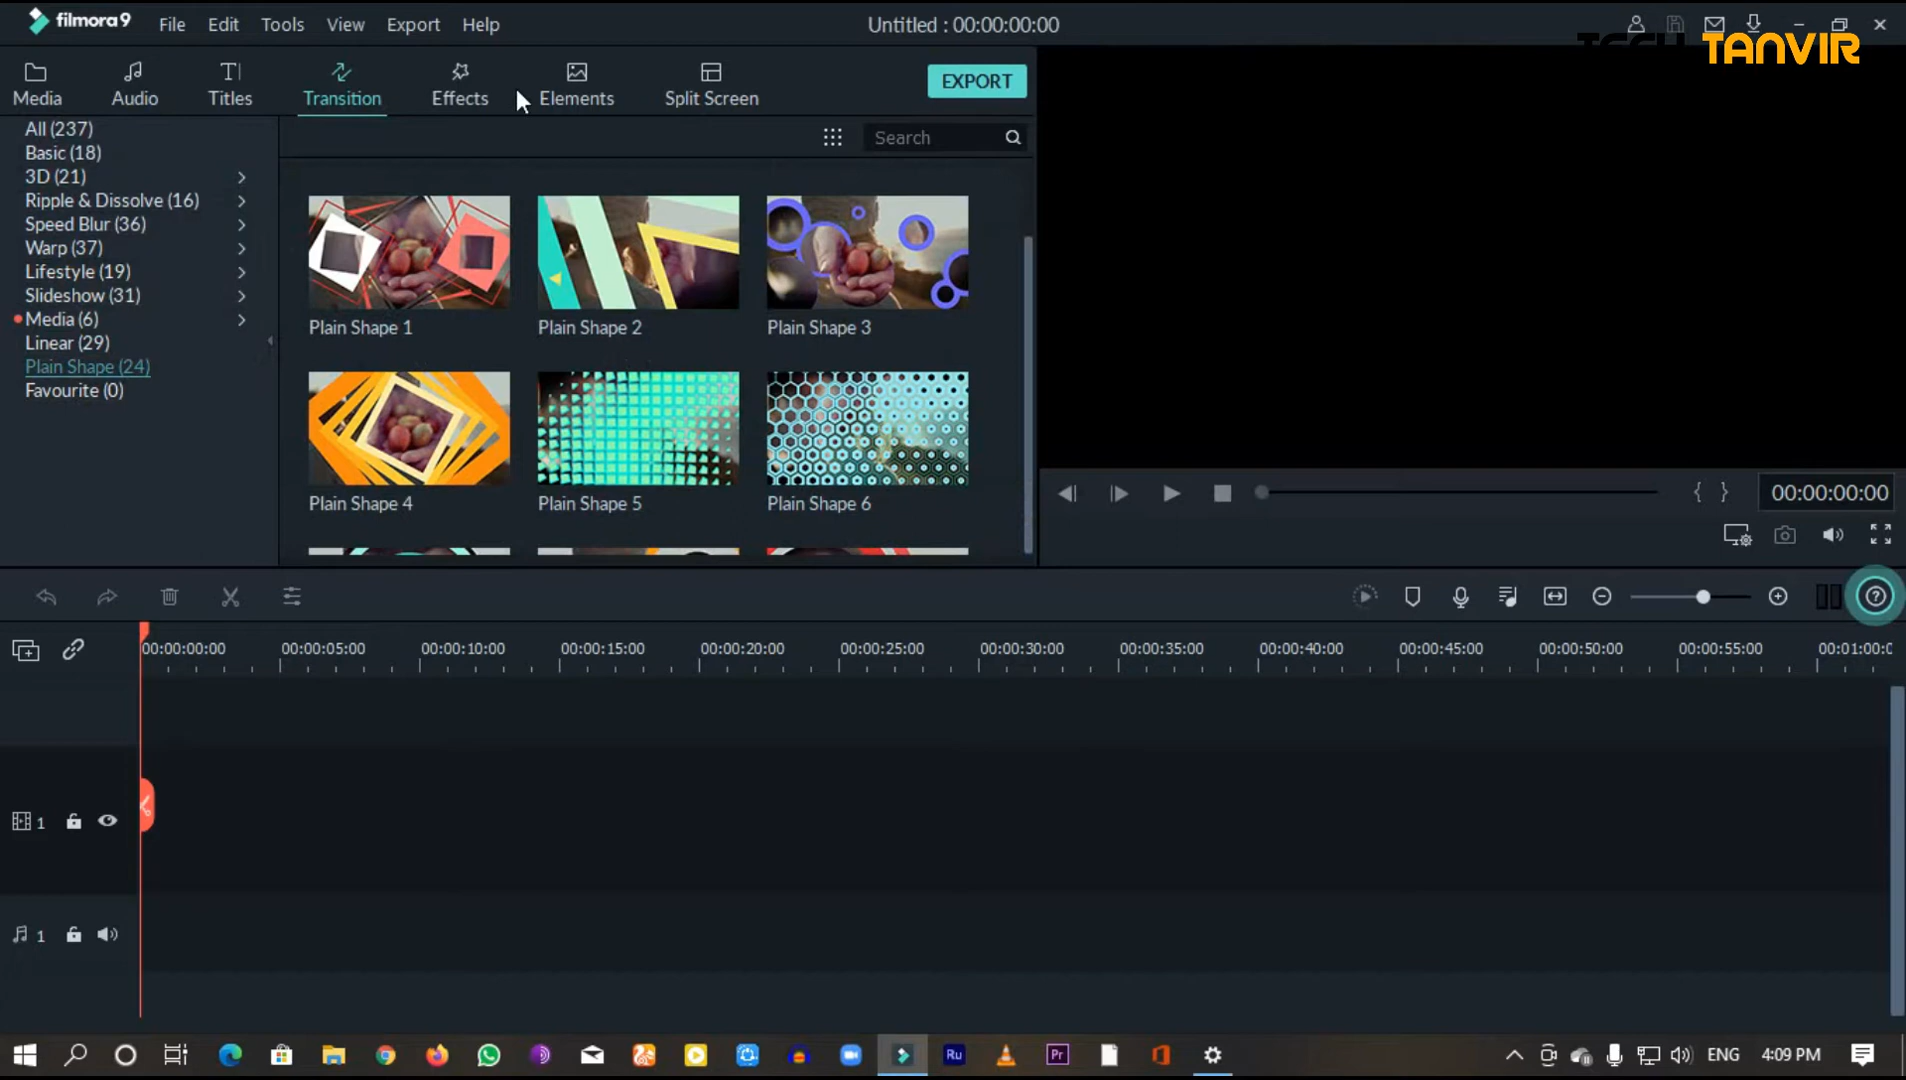 filmora9 File Edit Tools View Export Help Untitled : 00:00:00:00
TECH TANVIR
Media Audio Titles Transition Effects Elements Split Screen EXPORT
Search
All (237)
Basic (18)
3D (21)
Ripple & Dissolve (16)
Speed Blur (36)
Warp (37)
Lifestyle (19)
Slideshow (31)
Media (6)
Linear (29)
Plain Shape (24)
Favourite (0)
Plain Shape 1 Plain Shape 2 Plain Shape 3
Plain Shape 4 Plain Shape 5 Plain Shape 6
{ } 00:00:00:00
00:00:00:00 00:00:05:00 00:00:10:00 00:00:15:00 00:00:20:00 00:00:25:00 00:00:30:00 00:00:35:00 00:00:40:00 00:00:45:00 00:00:50:00 00:00:55:00 00:01:00:0
1
1
Ru Pr ENG 4:09 PM